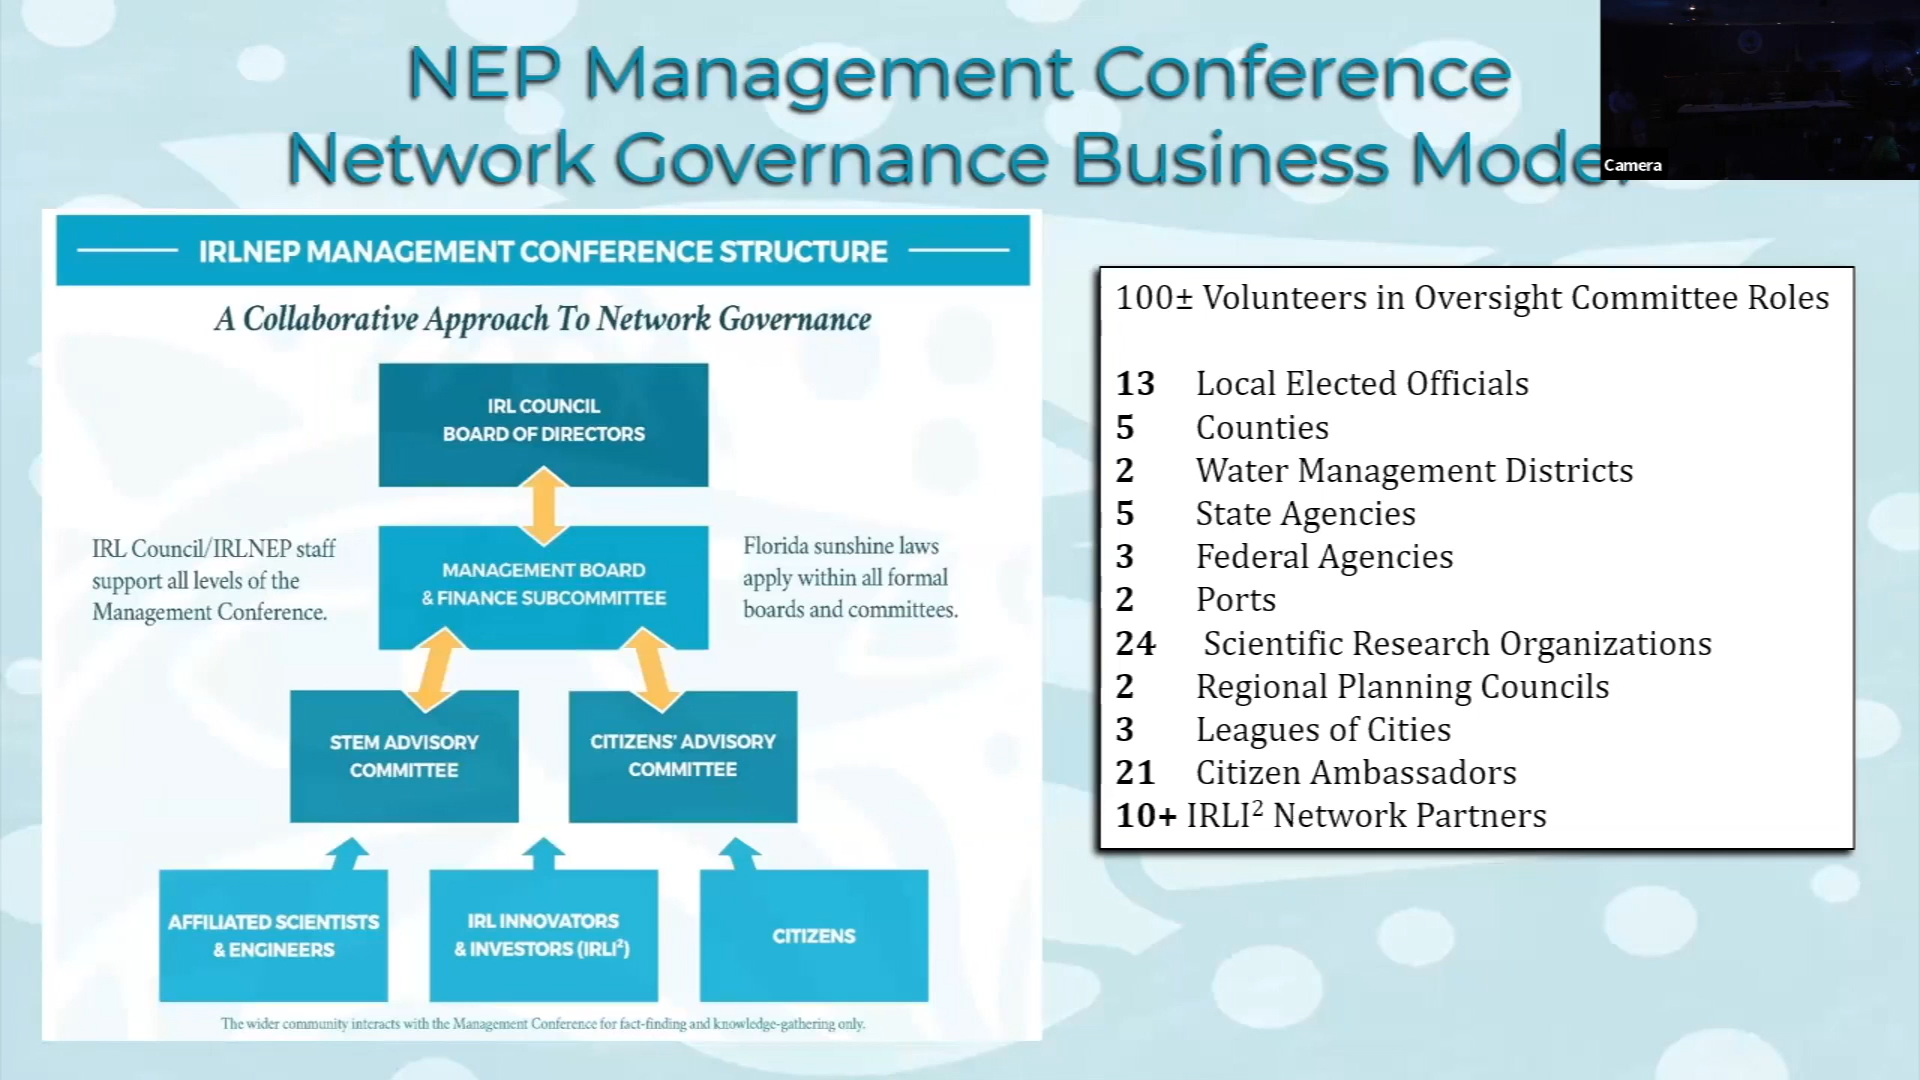 NEP Management Conference
Network Governance Business Mode
Camera
IRLNEP MANAGEMENT CONFERENCE STRUCTURE
A Collaborative Approach To Network Governance
IRL COUNCIL
BOARD OF DIRECTORS
IRL Council/IRLNEP staff
support all levels of the
Management Conference.
MANAGEMENT BOARD
& FINANCE SUBCOMMITTEE
Florida sunshine laws
apply within all formal
boards and committees.
STEM ADVISORY
COMMITTEE
CITIZENS' ADVISORY
COMMITTEE
AFFILIATED SCIENTISTS
& ENGINEERS
IRL INNOVATORS
& INVESTORS (IRLI²)
CITIZENS
The wider community interacts with the Management Conference for fact-finding and knowledge-gathering only.
100± Volunteers in Oversight Committee Roles
13 Local Elected Officials
5 Counties
2 Water Management Districts
5 State Agencies
3 Federal Agencies
2 Ports
24 Scientific Research Organizations
2 Regional Planning Councils
3 Leagues of Cities
21 Citizen Ambassadors
10+ IRLI² Network Partners